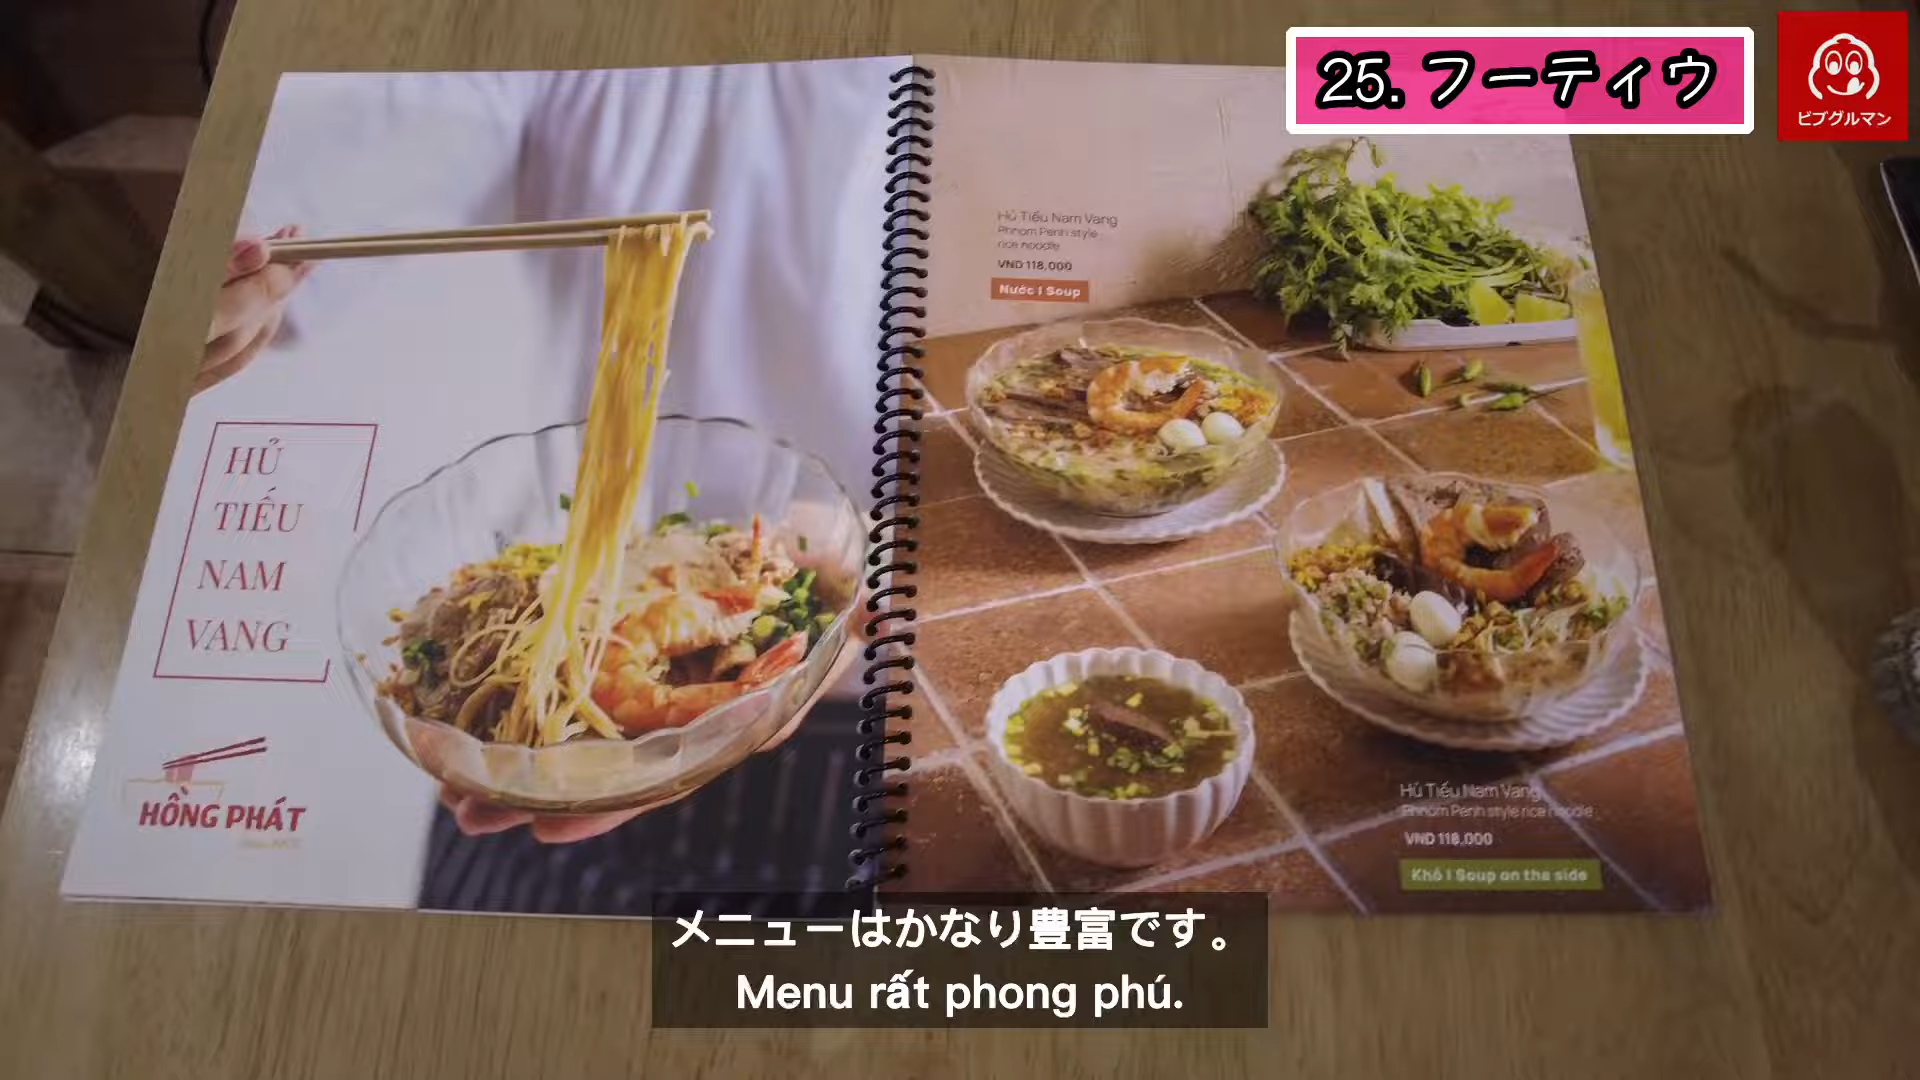 25. フーティウ
ビブグルマン
Hủ Tiếu Nam Vang
Phnom Penh style
rice noodle
VND 118,000
Nước | Soup
HỦ
TIẾU
NAM
VANG
HỒNG PHÁT
Hủ Tiếu Nam Vang
Phnom Penh style rice noodle
VND 118,000
Khô | Soup on the side
メニューはかなり豊富です。
Menu rất phong phú.